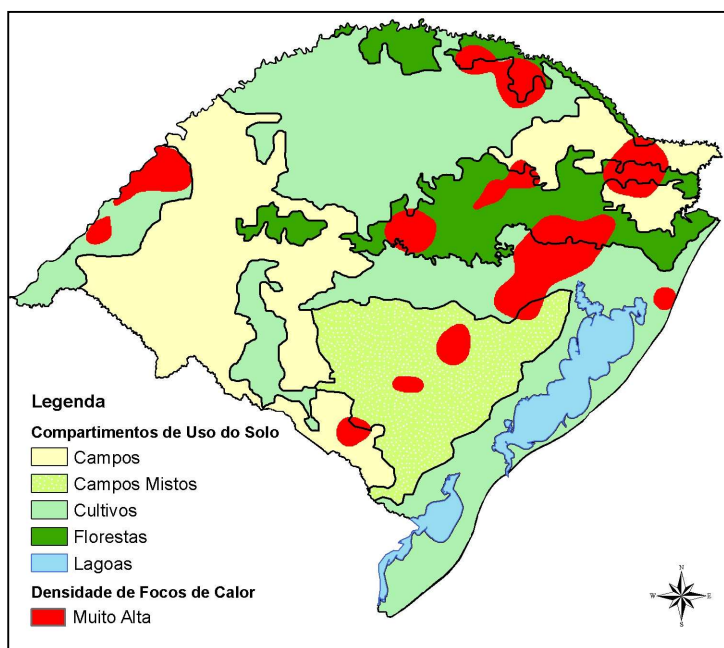 Legenda
Compartimentos de Uso do Solo
Campos
Campos Mistos
Cultivos
Florestas
Lagoas
Densidade de Focos de Calor
Muito Alta
N
W E
S